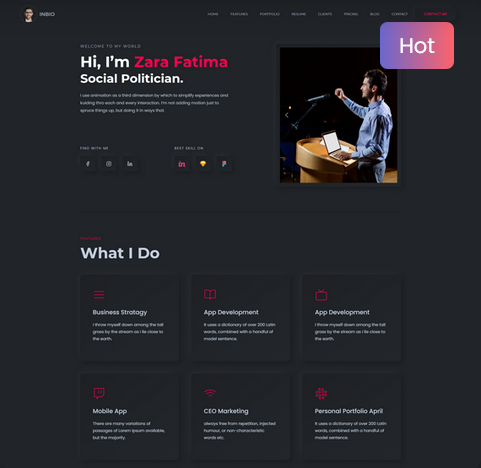 INBIO
HOME FEATURES PORTFOLIO RESUME CLIENTS PRICING BLOG CONTACT CONTACT ME
Hot
WELCOME TO MY WORLD
Hi, I'm Zara Fatima
Social Politician.
I use animation as a third dimension by which to simplify experiences and
kuiding thro each and every interaction. I'm not adding motion just to
spruce things up, but doing it in ways that.
FIND WITH ME
BEST SKILL ON
FEATURES
What I Do
Business Stratagy
I throw myself down among the tall
grass by the stream as I lie close to
the earth.
App Development
It uses a dictionary of over 200 Latin
words, combined with a handful of
model sentence.
App Development
I throw myself down among the tall
grass by the stream as I lie close to
the earth.
Mobile App
There are many variations of
passages of Lorem Ipsum available,
but the majority.
CEO Marketing
always free from repetition, injected
humour, or non-characteristic
words etc.
Personal Portfolio April
It uses a dictionary of over 200 Latin
words, combined with a handful of
model sentence.